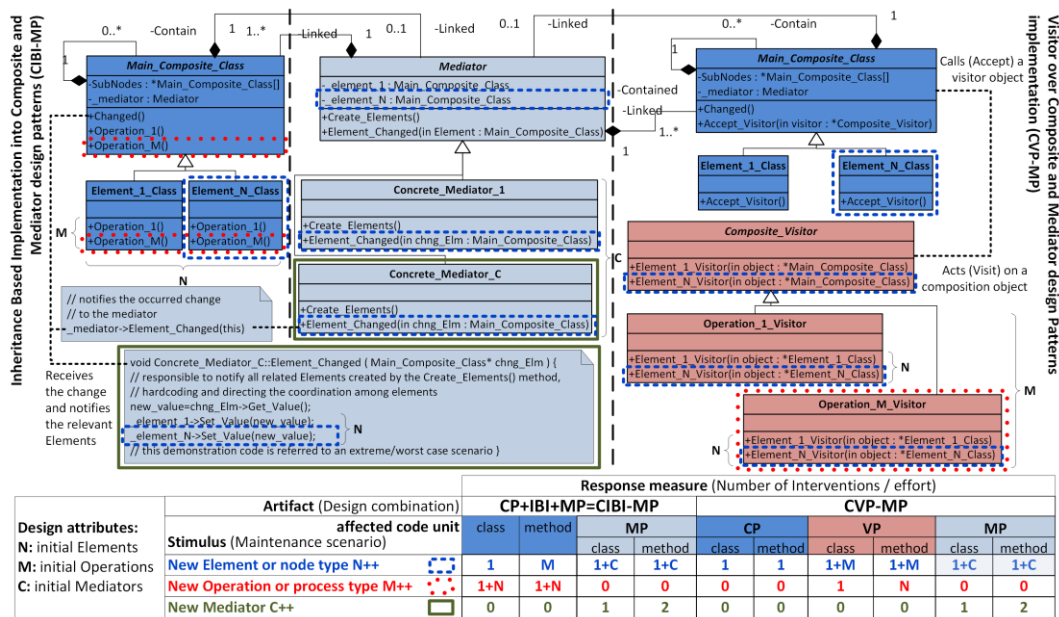 Inheritance Based Implementation into Composite and
Mediator design patterns (CIBI-MP)
0..*
-Contain
1
1
1..*
-Linked
1
Main_Composite_Class
-SubNodes : *Main_Composite_Class[]
-_mediator : Mediator
+Changed()
+Operation_1()
+Operation_M()
Element_1_Class
+Operation_1()
+Operation_M()
Element_N_Class
+Operation_1()
+Operation_M()
M
N
// notifies the occurred change
// to the mediator
_mediator->Element_Changed(this)
Receives
the change
and notifies
the relevant
Elements
0..1
-Linked
0..1
-Linked
Mediator
-_element_1 : Main_Composite_Class
-_element_N : Main_Composite_Class
+Create_Elements()
+Element_Changed(in Element : Main_Composite_Class)
Concrete_Mediator_1
+Create_Elements()
+Element_Changed(in chng_Elm : Main_Composite_Class)
Concrete_Mediator_C
+Create_Elements()
+Element_Changed(in chng_Elm : Main_Composite_Class)
C
void Concrete_Mediator_C::Element_Changed ( Main_Composite_Class* chng_Elm ) {
// responsible to notify all related Elements created by the Create_Elements() method,
// hardcoding and directing the coordination among elements
new_value=chng_Elm->Get_Value();
_element_1->Set_Value(new_value);
_element_N->Set_Value(new_value);
// this demonstration code is referred to an extreme/worst case scenario }
N
0..*
-Contain
1
1
-Contained
-Linked
1..*
1
Main_Composite_Class
-SubNodes : *Main_Composite_Class[]
-_mediator : Mediator
+Changed()
+Accept_Visitor(in visitor : *Composite_Visitor)
Element_1_Class
+Accept_Visitor()
Element_N_Class
+Accept_Visitor()
Calls (Accept) a
visitor object
Composite_Visitor
+Element_1_Visitor(in object : *Main_Composite_Class)
+Element_N_Visitor(in object : *Main_Composite_Class)
Acts (Visit) on a
composition object
Operation_1_Visitor
+Element_1_Visitor(in object : *Element_1_Class)
+Element_N_Visitor(in object : *Element_N_Class)
N
Operation_M_Visitor
+Element_1_Visitor(in object : *Element_1_Class)
+Element_N_Visitor(in object : *Element_N_Class)
N
M
Visitor over Composite and Mediator design Patterns
implementation (CVP-MP)
Design attributes:
N: initial Elements
M: initial Operations
C: initial Mediators
Response measure (Number of Interventions / effort)
Artifact (Design combination) CP+IBI+MP=CIBI-MP CVP-MP
affected code unit class method MP CP VP MP
Stimulus (Maintenance scenario) class method class method class method class method
New Element or node type N++ 1 M 1+C 1+C 1 1 1+M 1+M 1+C 1+C
New Operation or process type M++ 1+N 1+N 0 0 0 0 1 N 0 0
New Mediator C++ 0 0 1 2 0 0 0 0 1 2